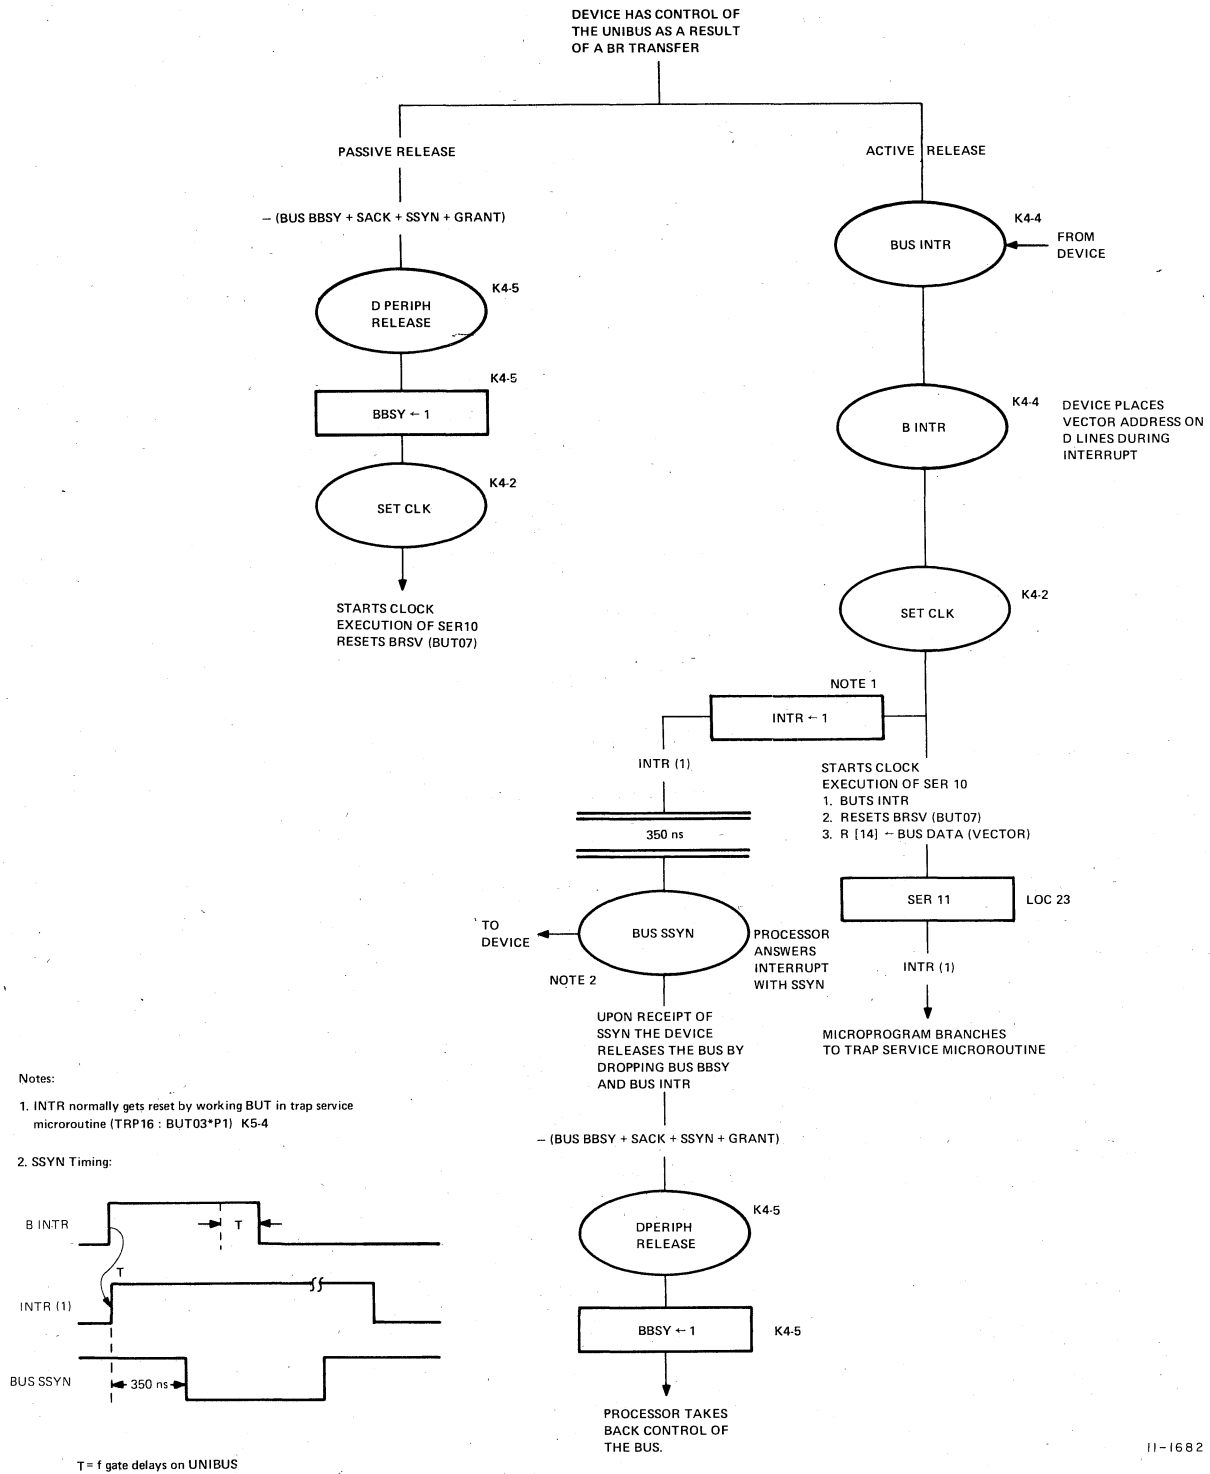 DEVICE HAS CONTROL OF
THE UNIBUS AS A RESULT
OF A BR TRANSFER
PASSIVE RELEASE
– (BUS BBSY + SACK + SSYN + GRANT)
D PERIPH
RELEASE
K4-5
K4-5
BBSY ← 1
K4-2
SET CLK
STARTS CLOCK
EXECUTION OF SER10
RESETS BRSV (BUT07)
ACTIVE RELEASE
K4-4
BUS INTR
FROM
DEVICE
K4-4
B INTR
DEVICE PLACES
VECTOR ADDRESS ON
D LINES DURING
INTERRUPT
K4-2
SET CLK
NOTE 1
INTR ← 1
INTR (1)
350 ns
STARTS CLOCK
EXECUTION OF SER 10
1. BUTS INTR
2. RESETS BRSV (BUT07)
3. R [14] ← BUS DATA (VECTOR)
SER 11
LOC 23
INTR (1)
MICROPROGRAM BRANCHES
TO TRAP SERVICE MICROROUTINE
TO
DEVICE
BUS SSYN
NOTE 2
PROCESSOR
ANSWERS
INTERRUPT
WITH SSYN
UPON RECEIPT OF
SSYN THE DEVICE
RELEASES THE BUS BY
DROPPING BUS BBSY
AND BUS INTR
– (BUS BBSY + SACK + SSYN + GRANT)
K4-5
DPERIPH
RELEASE
BBSY ← 1
K4-5
PROCESSOR TAKES
BACK CONTROL OF
THE BUS.
Notes:
1. INTR normally gets reset by working BUT in trap service
microroutine (TRP16 : BUT03*P1) K5-4
2. SSYN Timing:
B INTR
T
T
INTR (1)
BUS SSYN
350 ns
T = f gate delays on UNIBUS
11-1682